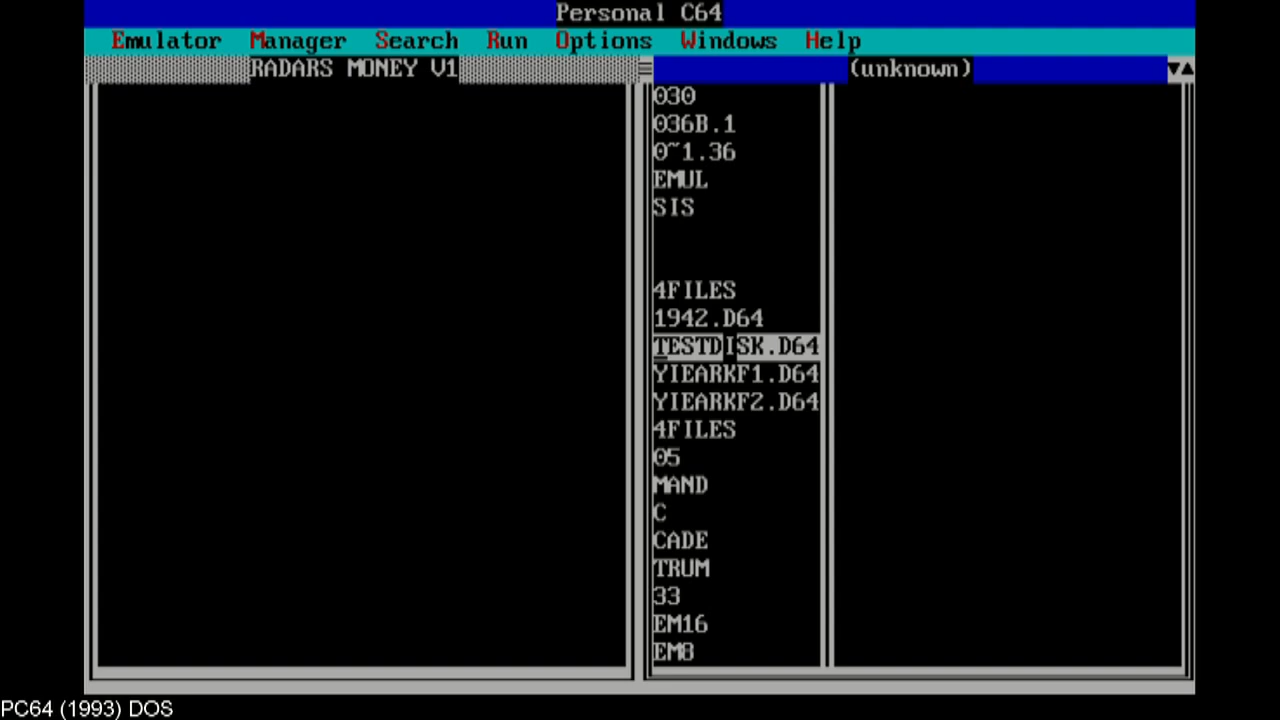 Personal C64
Emulator Manager Search Run Options Windows Help
RADARS MONEY V1
(unknown)
030
036B.1
0~1.36
EMUL
SIS
4FILES
1942.D64
TESTDISK.D64
YIEARKF1.D64
YIEARKF2.D64
4FILES
05
MAND
C
CADE
TRUM
33
EM16
EM8
PC64 (1993) DOS